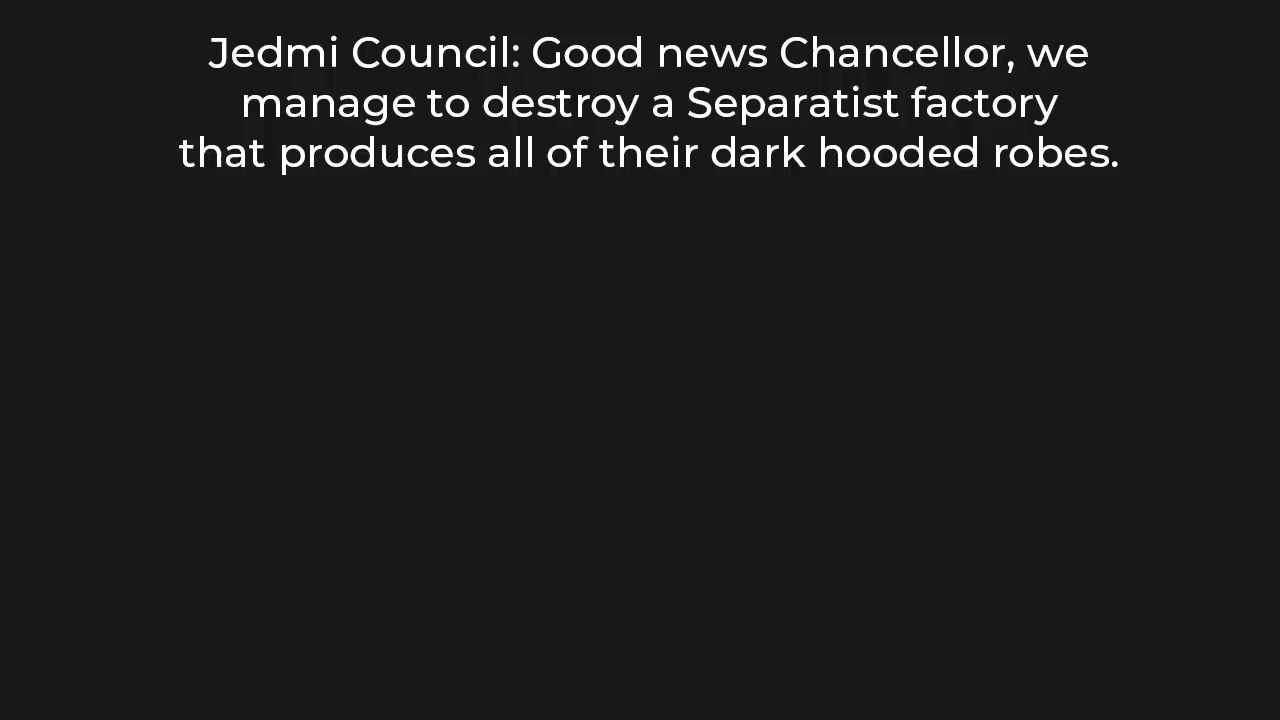 Jedmi Council: Good news Chancellor, we
manage to destroy a Separatist factory
that produces all of their dark hooded robes.